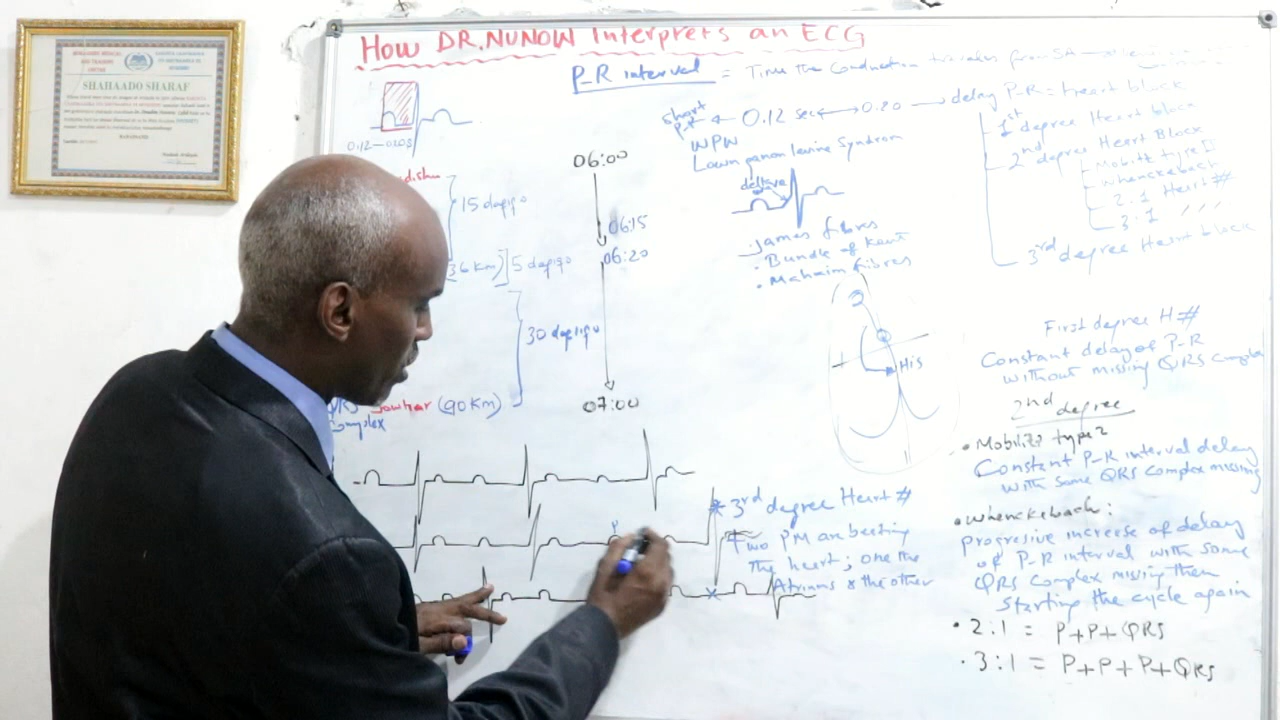 SHAHAADO SHARAF
How DR.NUNOW Interprets an ECG
P-R interval = Time the Conduction travels from SA
short P-R ← 0.12 sec ↔ 0.20 → delay P-R = Heart block
WPW
Lown ganon levine Syndrom
delta
• James fibres
• Bundle of Kent
• Mahaim fibres
1st degree Heart block
2nd degree Heart Block
Mobitz type II
whenckebach
2:1 Heart #
3:1 ""
3rd degree Heart block
0.12-0.20s
15 daqiiqo
(36 Km)] 5 daqiiqo
30 daqiiqo
Jowhar (90 Km)
QRS
Complex
06:00
06:15
06:20
07:00
His
P
* 3rd degree Heart #
Two PM are beating
the heart; one the
Atriums & the other
First degree H #
Constant delay of P-R
without missing QRS Complex
2nd degree
• Mobiltz type 2
Constant P-R interval delay
with some QRS Complex missing
• whenckebach:
progresive increase of delay
of P-R interval with some
QRS Complex missing then
starting the cycle again
• 2:1 = P+P+QRS
• 3:1 = P+P+P+QRS